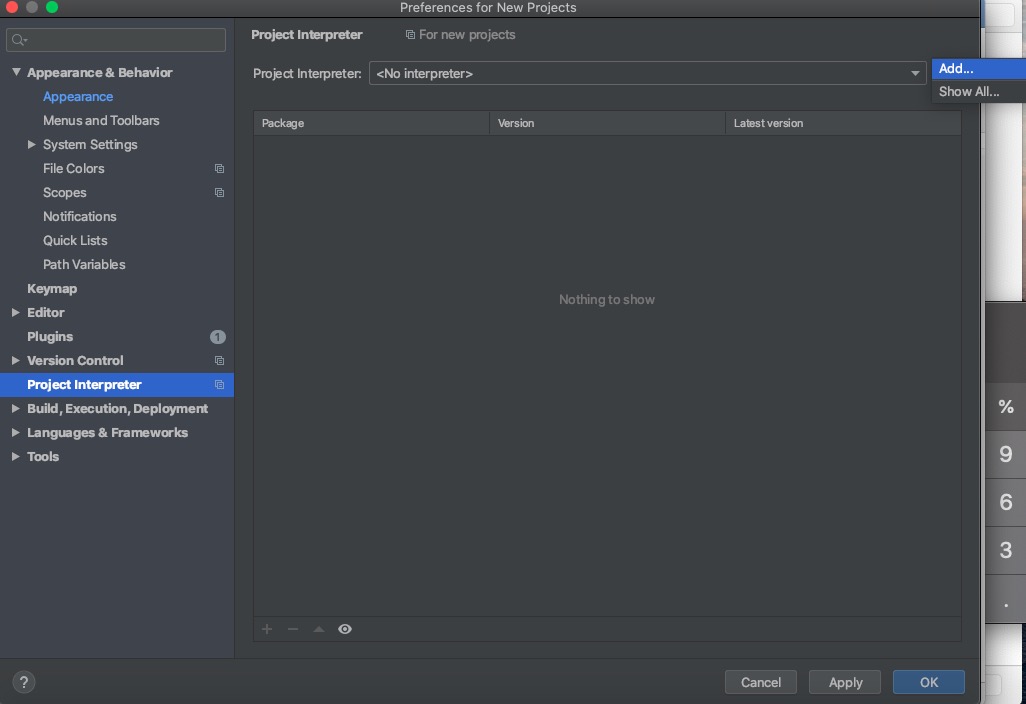 Preferences for New Projects
Project Interpreter
For new projects
Project Interpreter: <No interpreter>
Add...
Show All...
Package Version Latest version
Nothing to show
Appearance & Behavior
Appearance
Menus and Toolbars
System Settings
File Colors
Scopes
Notifications
Quick Lists
Path Variables
Keymap
Editor
Plugins 1
Version Control
Project Interpreter
Build, Execution, Deployment
Languages & Frameworks
Tools
%
9
6
3
.
? Cancel Apply OK